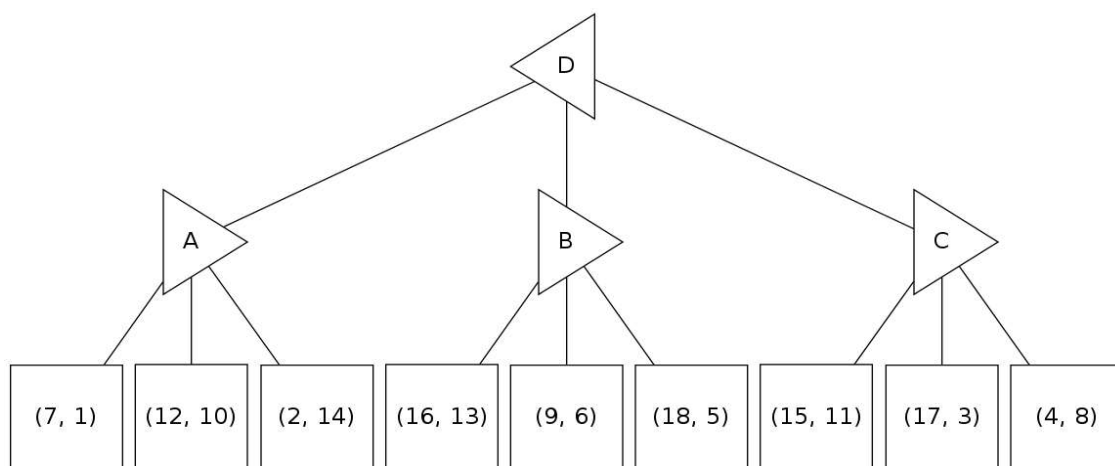 D
A B C
(7, 1) (12, 10) (2, 14) (16, 13) (9, 6) (18, 5) (15, 11) (17, 3) (4, 8)